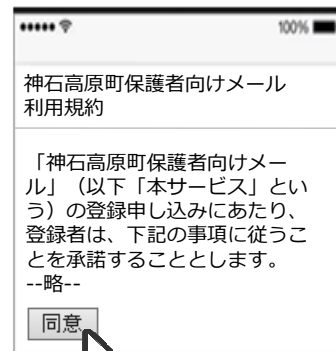 100%
神石高原町保護者向けメール
利用規約
「神石高原町保護者向けメー
ル」（以下「本サービス」とい
う）の登録申し込みにあたり、
登録者は、下記の事項に従うこ
とを承諾することとします。
--略--
同意